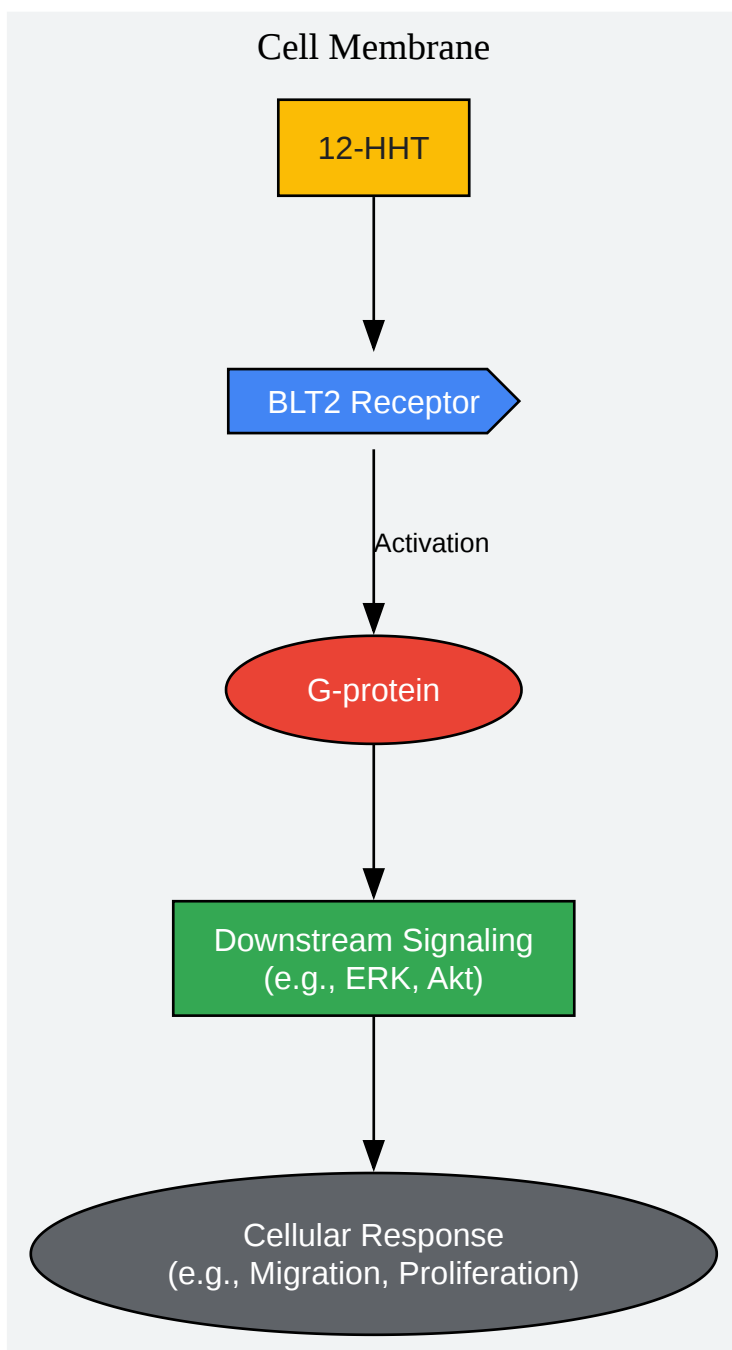 Cell Membrane
12-HHT
BLT2 Receptor
Activation
G-protein
Downstream Signaling
(e.g., ERK, Akt)
Cellular Response
(e.g., Migration, Proliferation)